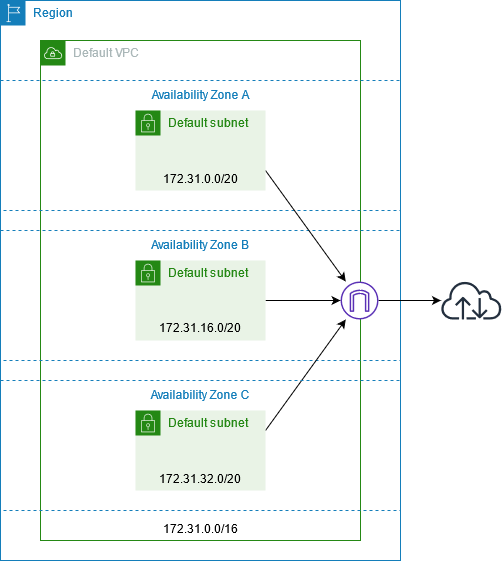 Region
Default VPC
Availability Zone A
Default subnet
172.31.0.0/20
Availability Zone B
Default subnet
172.31.16.0/20
Availability Zone C
Default subnet
172.31.32.0/20
172.31.0.0/16